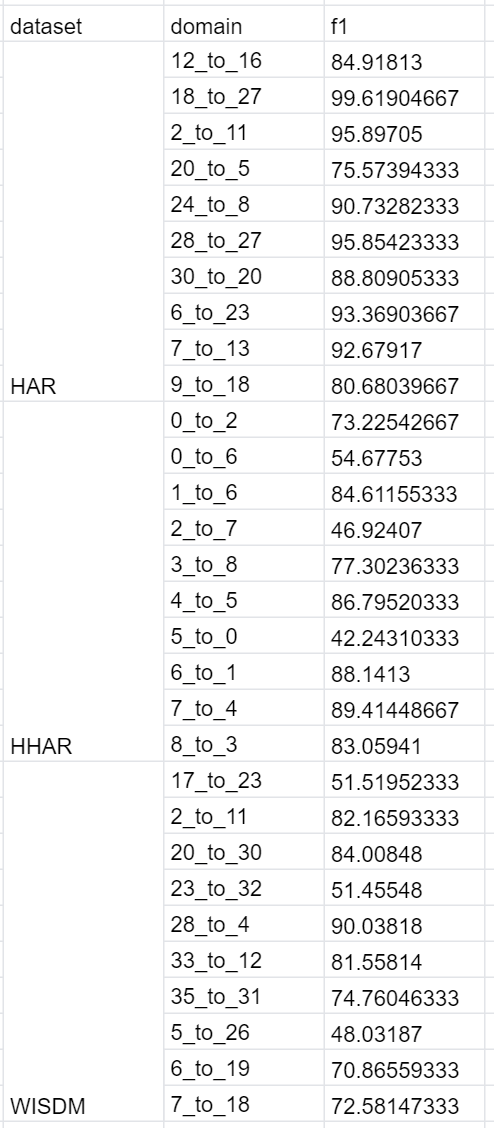 dataset domain f1
12_to_16 84.91813
18_to_27 99.61904667
2_to_11 95.89705
20_to_5 75.57394333
24_to_8 90.73282333
28_to_27 95.85423333
30_to_20 88.80905333
6_to_23 93.36903667
7_to_13 92.67917
HAR 9_to_18 80.68039667
0_to_2 73.22542667
0_to_6 54.67753
1_to_6 84.61155333
2_to_7 46.92407
3_to_8 77.30236333
4_to_5 86.79520333
5_to_0 42.24310333
6_to_1 88.1413
7_to_4 89.41448667
HHAR 8_to_3 83.05941
17_to_23 51.51952333
2_to_11 82.16593333
20_to_30 84.00848
23_to_32 51.45548
28_to_4 90.03818
33_to_12 81.55814
35_to_31 74.76046333
5_to_26 48.03187
6_to_19 70.86559333
WISDM 7_to_18 72.58147333